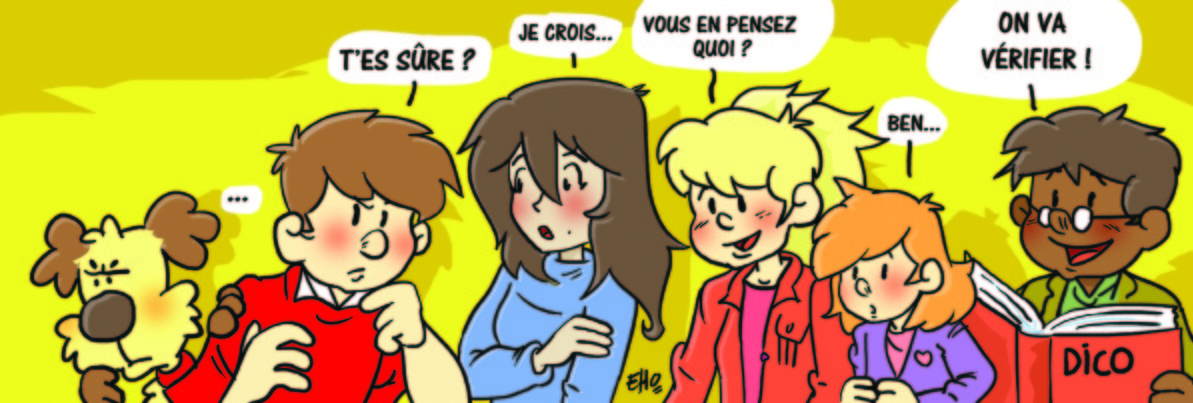 ...
T'ES SÛRE ?
JE CROIS...
VOUS EN PENSEZ
QUOI ?
BEN...
ON VA
VÉRIFIER !
DICO
EHO